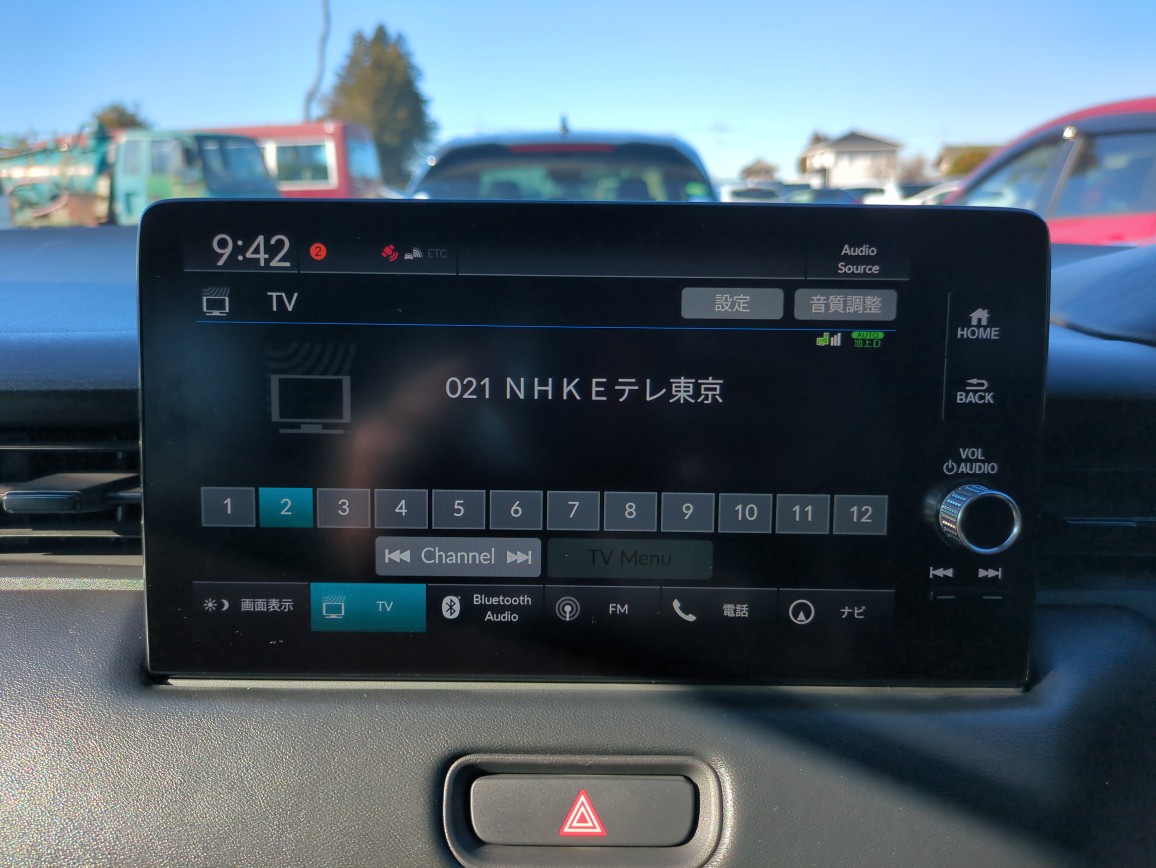 9:42
2
ETC
Audio
Source
TV
設定
音質調整
AUTO
地上D
HOME
021 ＮＨＫＥテレ東京
BACK
VOL
AUDIO
1 2 3 4 5 6 7 8 9 10 11 12
Channel
TV Menu
画面表示
TV
Bluetooth
Audio
FM
電話
ナビ